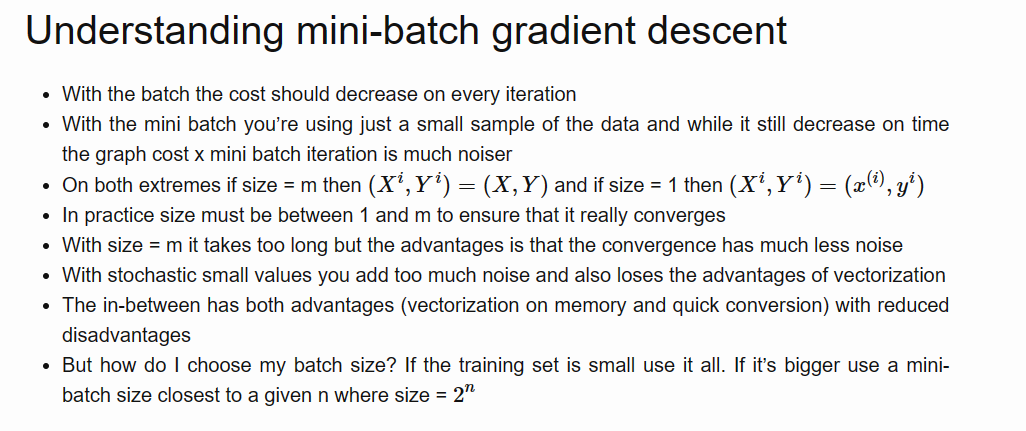 Understanding mini-batch gradient descent
• With the batch the cost should decrease on every iteration
• With the mini batch you're using just a small sample of the data and while it still decrease on time
the graph cost x mini batch iteration is much noiser
• On both extremes if size = m then (Xⁱ, Yⁱ) = (X, Y) and if size = 1 then (Xⁱ, Yⁱ) = (x⁽ⁱ⁾, yⁱ)
• In practice size must be between 1 and m to ensure that it really converges
• With size = m it takes too long but the advantages is that the convergence has much less noise
• With stochastic small values you add too much noise and also loses the advantages of vectorization
• The in-between has both advantages (vectorization on memory and quick conversion) with reduced
disadvantages
• But how do I choose my batch size? If the training set is small use it all. If it's bigger use a mini-
batch size closest to a given n where size = 2ⁿ